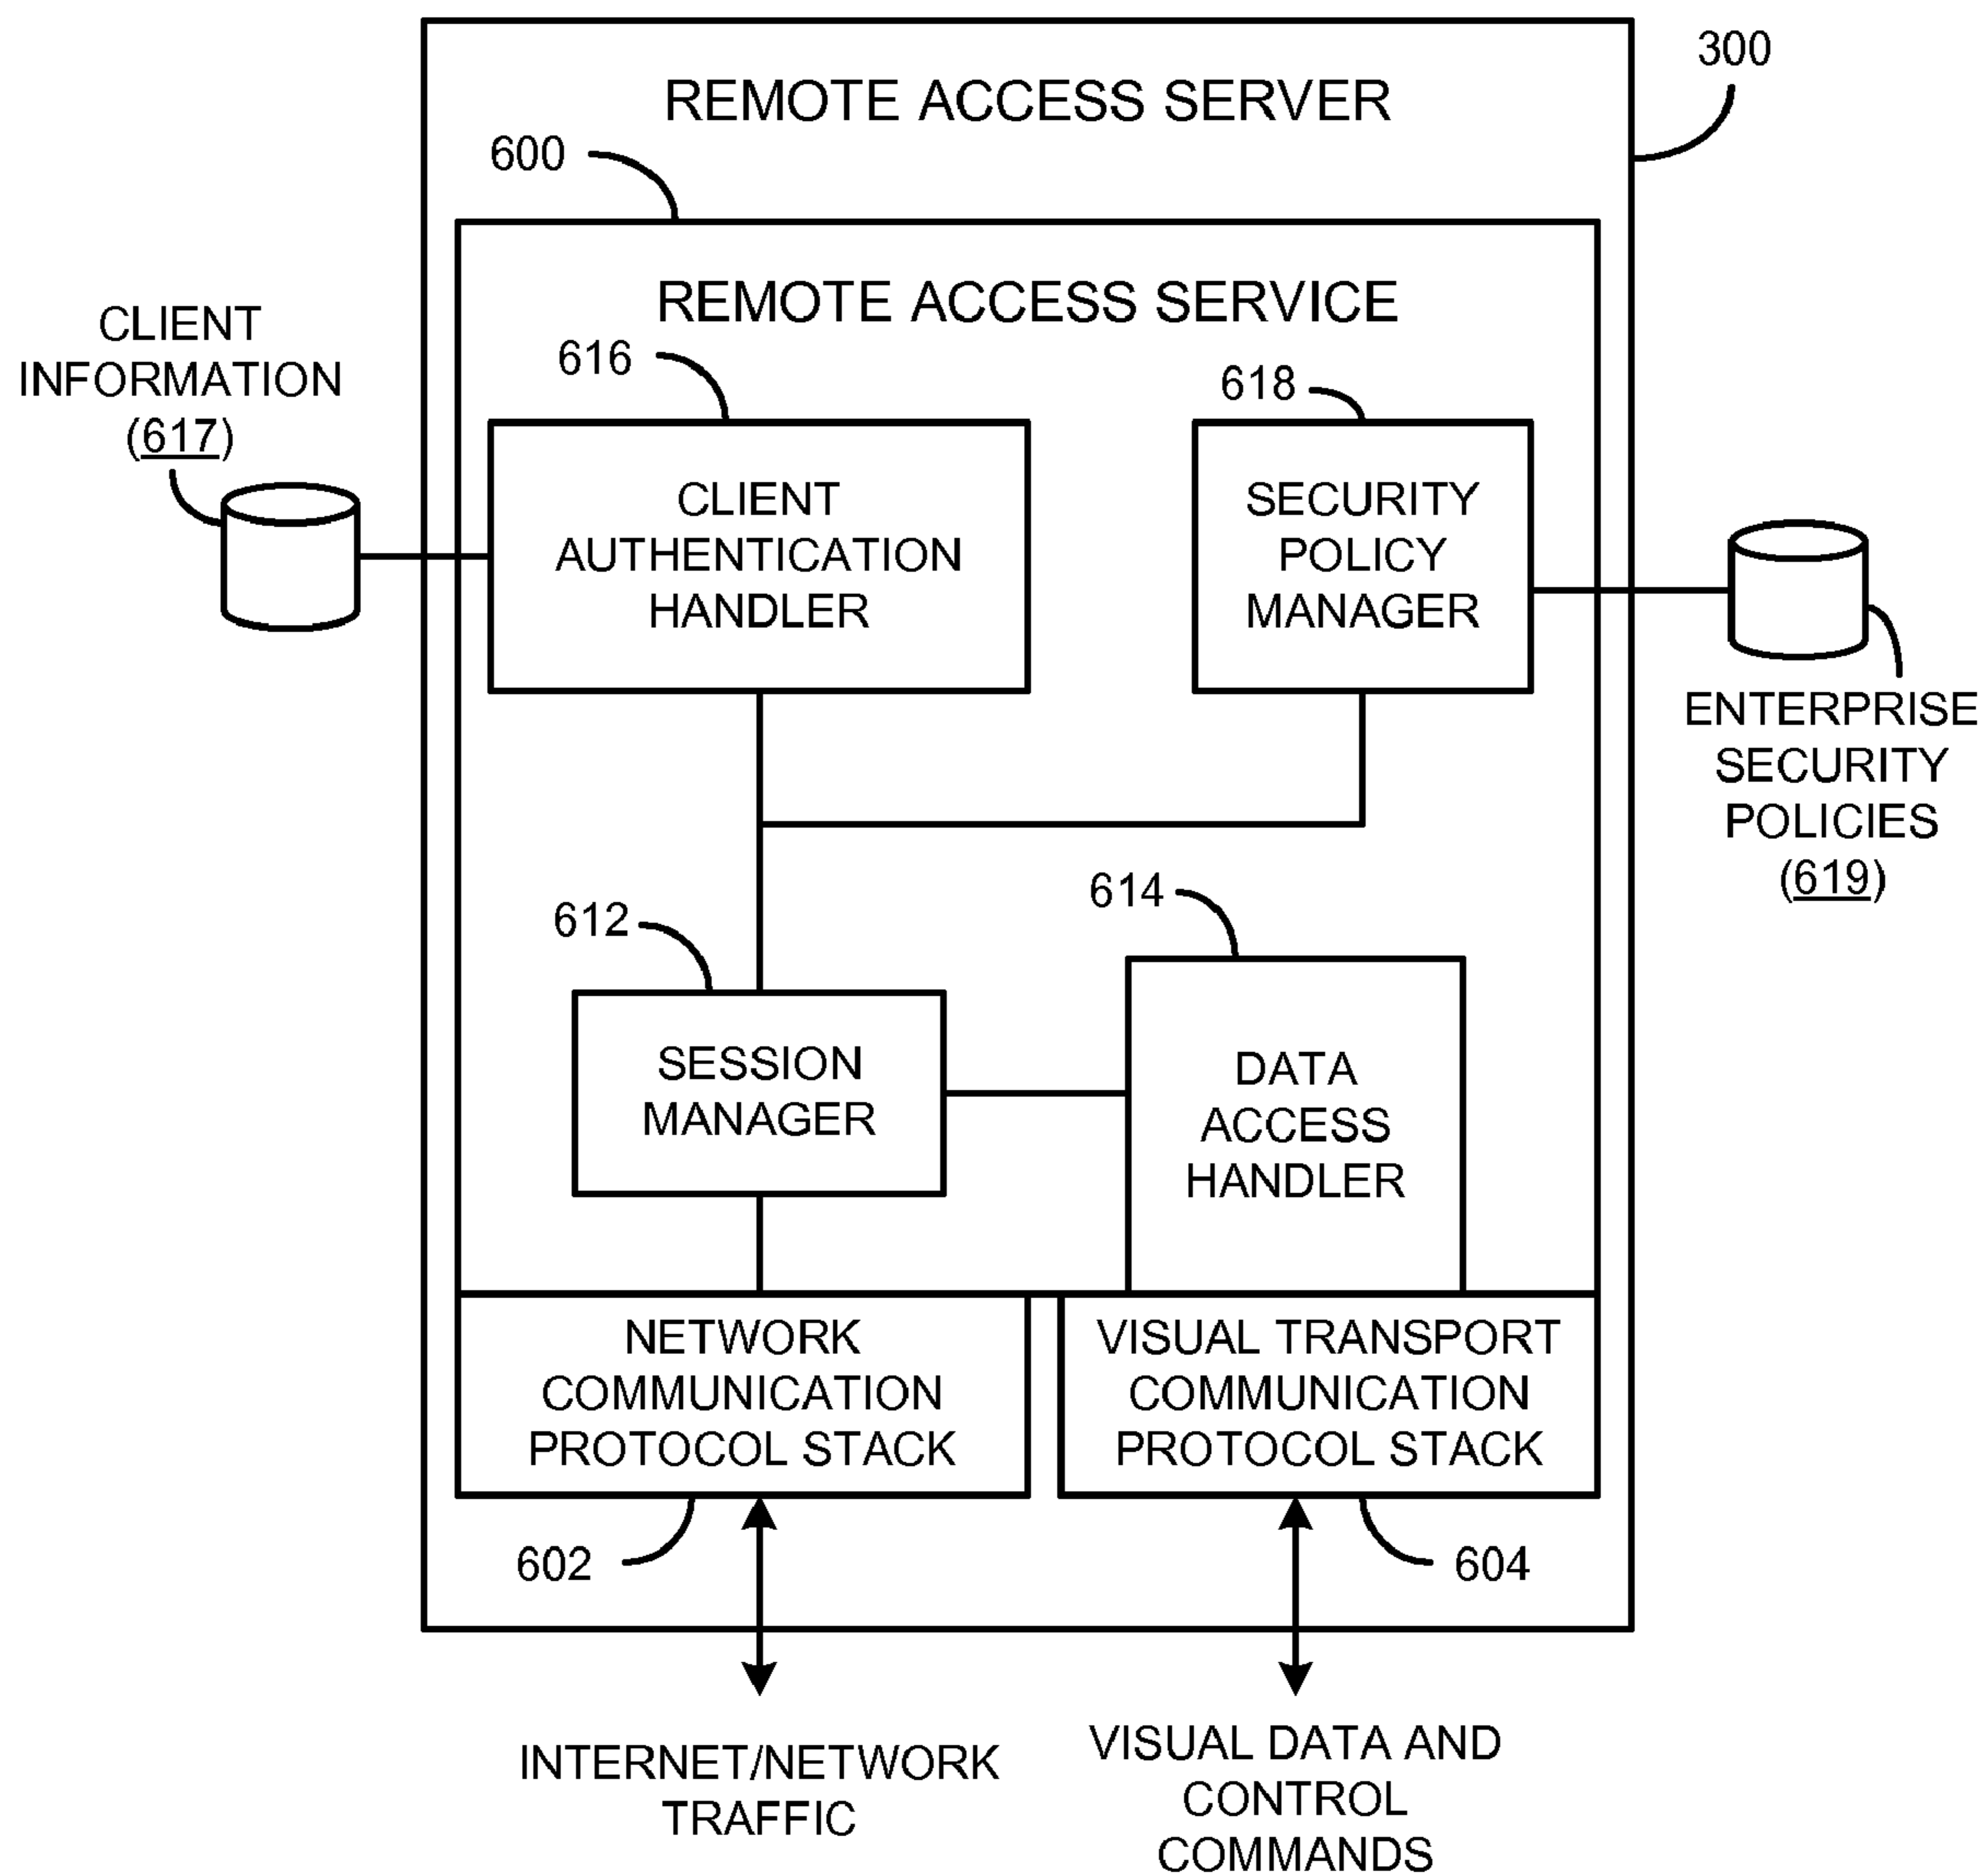 300
REMOTE ACCESS SERVER
600
REMOTE ACCESS SERVICE
CLIENT
INFORMATION
(617)
616
618
CLIENT
AUTHENTICATION
HANDLER
SECURITY
POLICY
MANAGER
ENTERPRISE
SECURITY
POLICIES
(619)
612
614
SESSION
MANAGER
DATA
ACCESS
HANDLER
NETWORK
COMMUNICATION
PROTOCOL STACK
VISUAL TRANSPORT
COMMUNICATION
PROTOCOL STACK
602
604
INTERNET/NETWORK
TRAFFIC
VISUAL DATA AND
CONTROL
COMMANDS